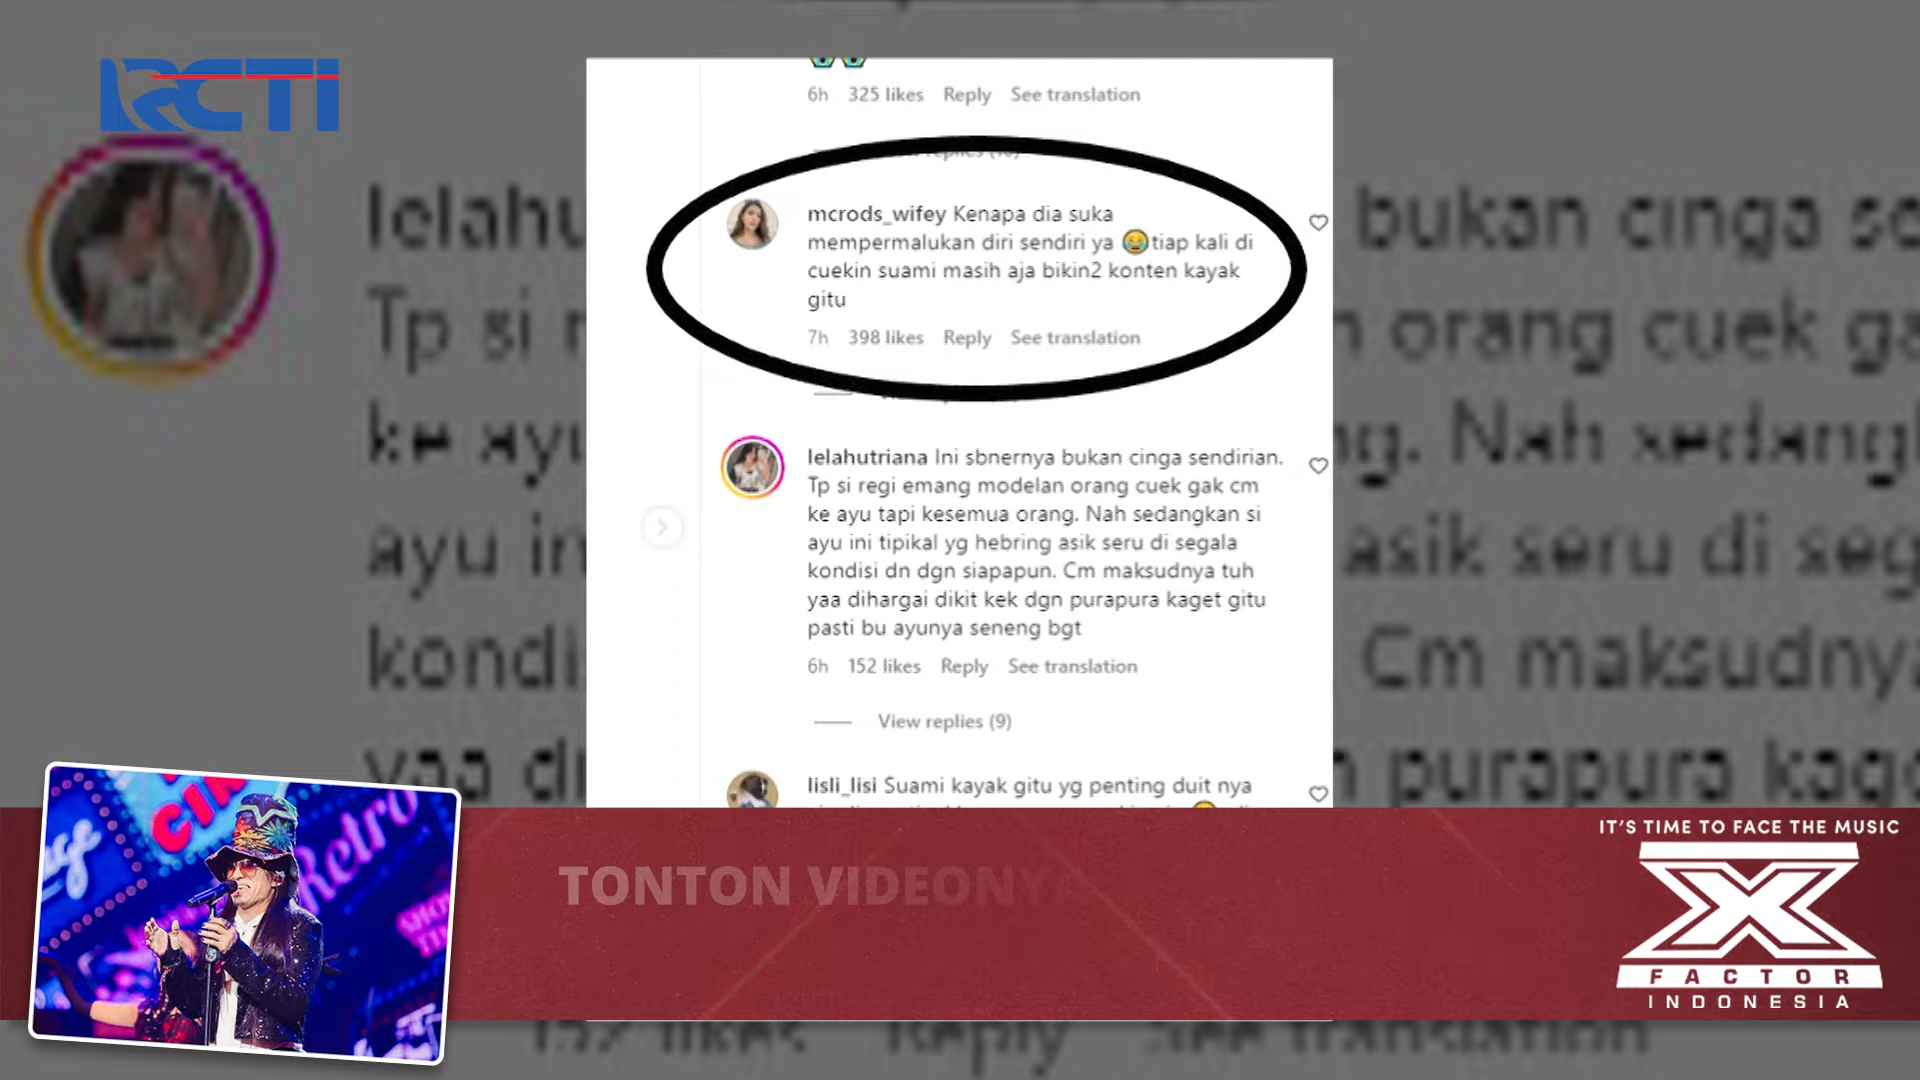 RCTI
6h 325 likes Reply See translation
mcrods_wifey Kenapa dia suka
mempermalukan diri sendiri ya 😂tiap kali di
cuekin suami masih aja bikin2 konten kayak
gitu
7h 398 likes Reply See translation
lelahutriana Ini sbnernya bukan cinga sendirian.
Tp si regi emang modelan orang cuek gak cm
ke ayu tapi kesemua orang. Nah sedangkan si
ayu ini tipikal yg hebring asik seru di segala
kondisi dn dgn siapapun. Cm maksudnya tuh
yaa dihargai dikit kek dgn purapura kaget gitu
pasti bu ayunya seneng bgt
6h 152 likes Reply See translation
View replies (9)
lisli_lisi Suami kayak gitu yg penting duit nya
TONTON VIDEONYA
IT'S TIME TO FACE THE MUSIC
X FACTOR
INDONESIA
Retro